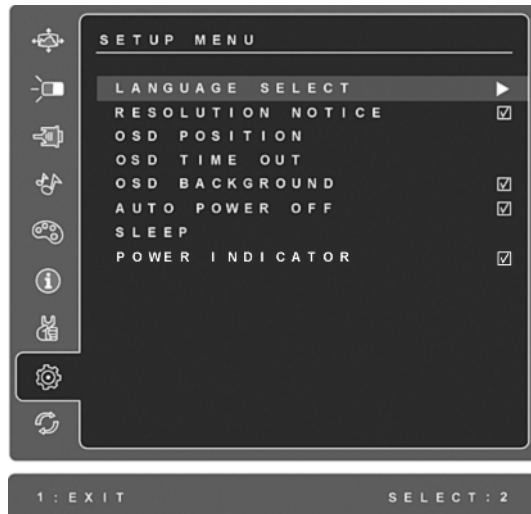 SETUP MENU
LANGUAGE SELECT
RESOLUTION NOTICE
OSD POSITION
OSD TIME OUT
OSD BACKGROUND
AUTO POWER OFF
SLEEP
POWER INDICATOR
1:EXIT
SELECT:2